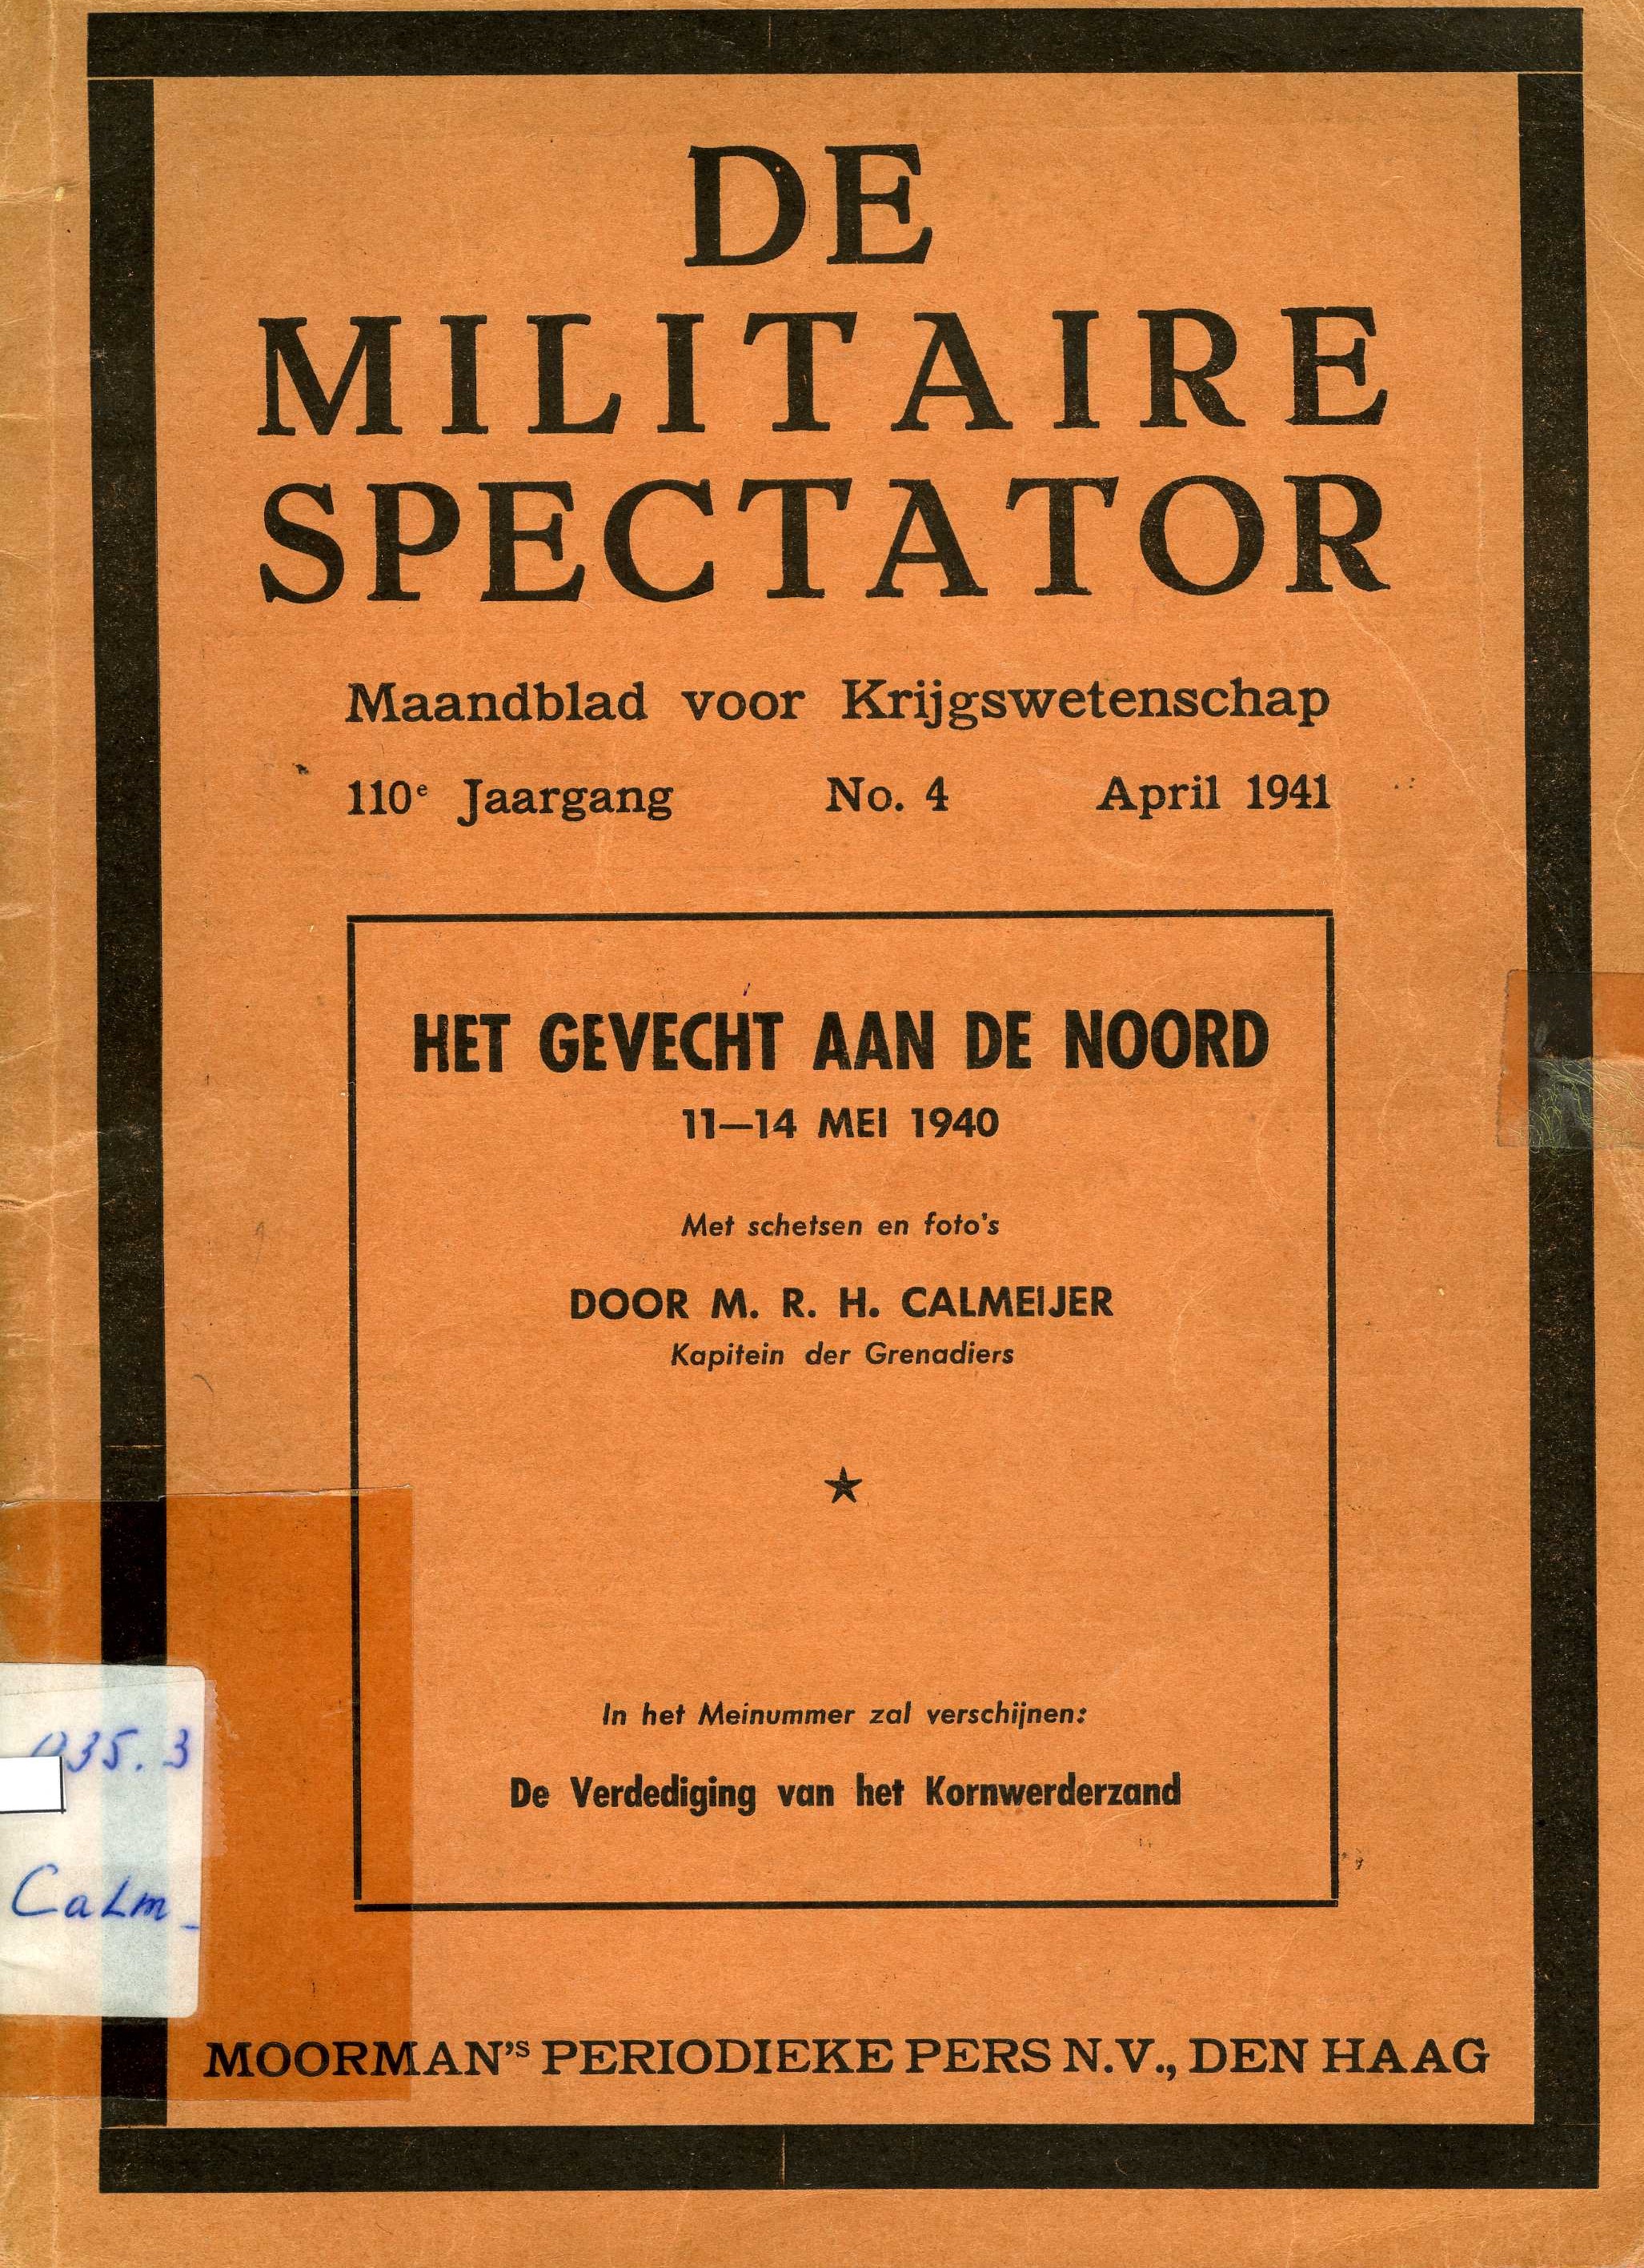 DE
MILITAIRE
SPECTATOR
Maandblad voor Krijgswetenschap
110e Jaargang No. 4 April 1941
HET GEVECHT AAN DE NOORD
11—14 MEI 1940
Met schetsen en foto's
DOOR M. R. H. CALMEIJER
Kapitein der Grenadiers
★
In het Meinummer zal verschijnen:
De Verdediging van het Kornwerderzand
35.3
Calm
MOORMAN's PERIODIEKE PERS N.V., DEN HAAG